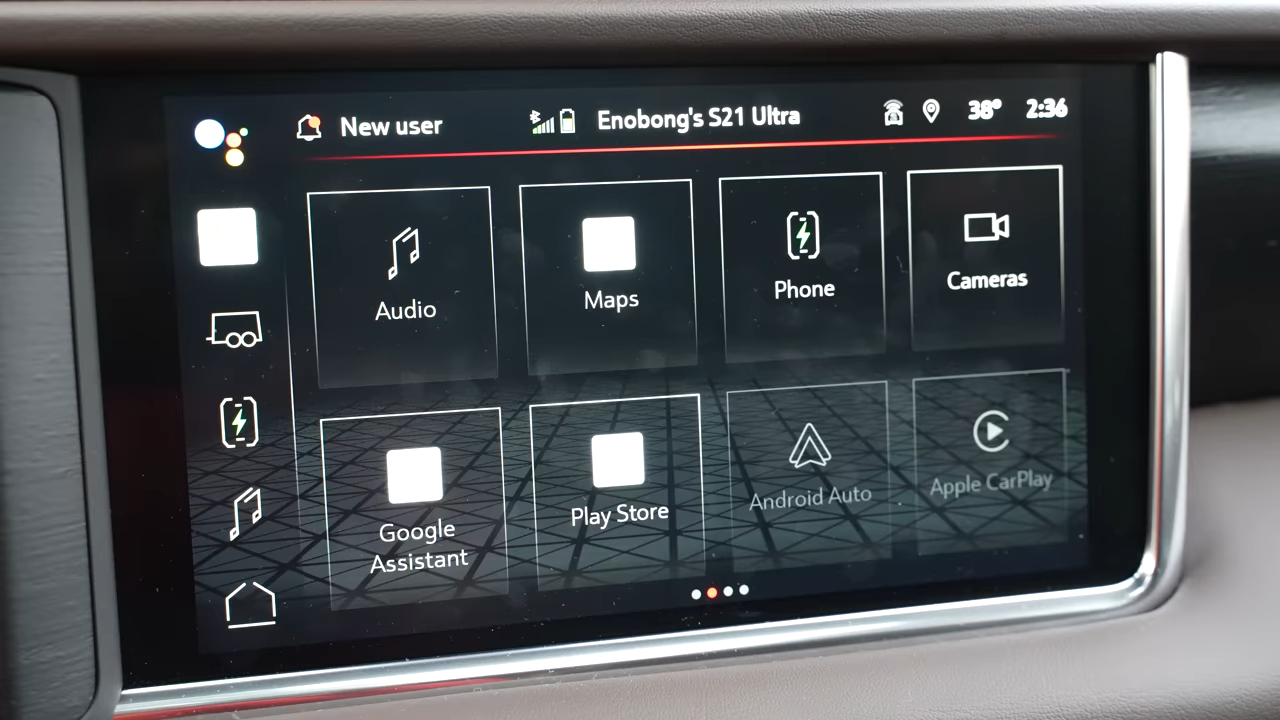 New user
Enobong's S21 Ultra
38° 2:36
Audio
Maps
Phone
Cameras
Google
Assistant
Play Store
Android Auto
Apple CarPlay